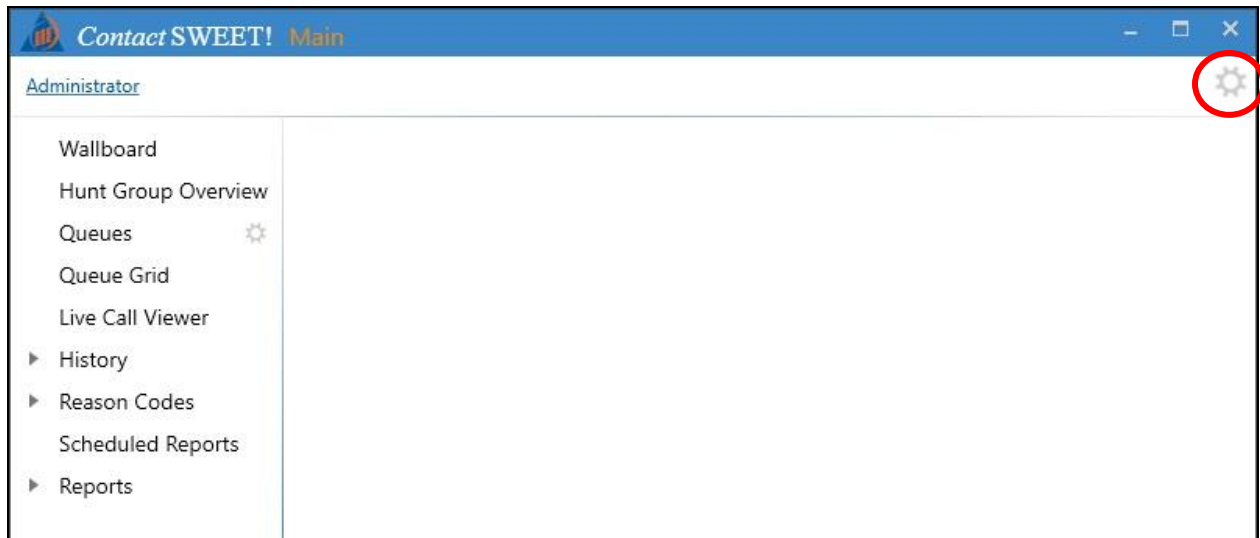 Contact SWEET! Main
Administrator
Wallboard
Hunt Group Overview
Queues
Queue Grid
Live Call Viewer
History
Reason Codes
Scheduled Reports
Reports